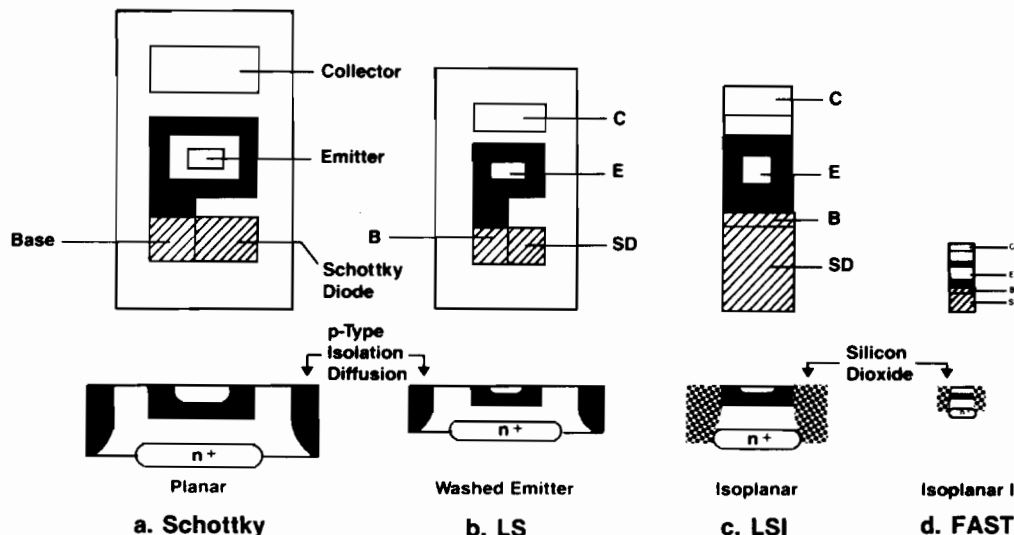 Collector
Emitter
Base
Schottky
Diode
C
E
B
SD
C
E
B
SD
C
E
B
S
p-Type
Isolation
Diffusion
Silicon
Dioxide
n+
n+
n+
n+
Planar
Washed Emitter
Isoplanar
Isoplanar I
a. Schottky
b. LS
c. LSI
d. FAST